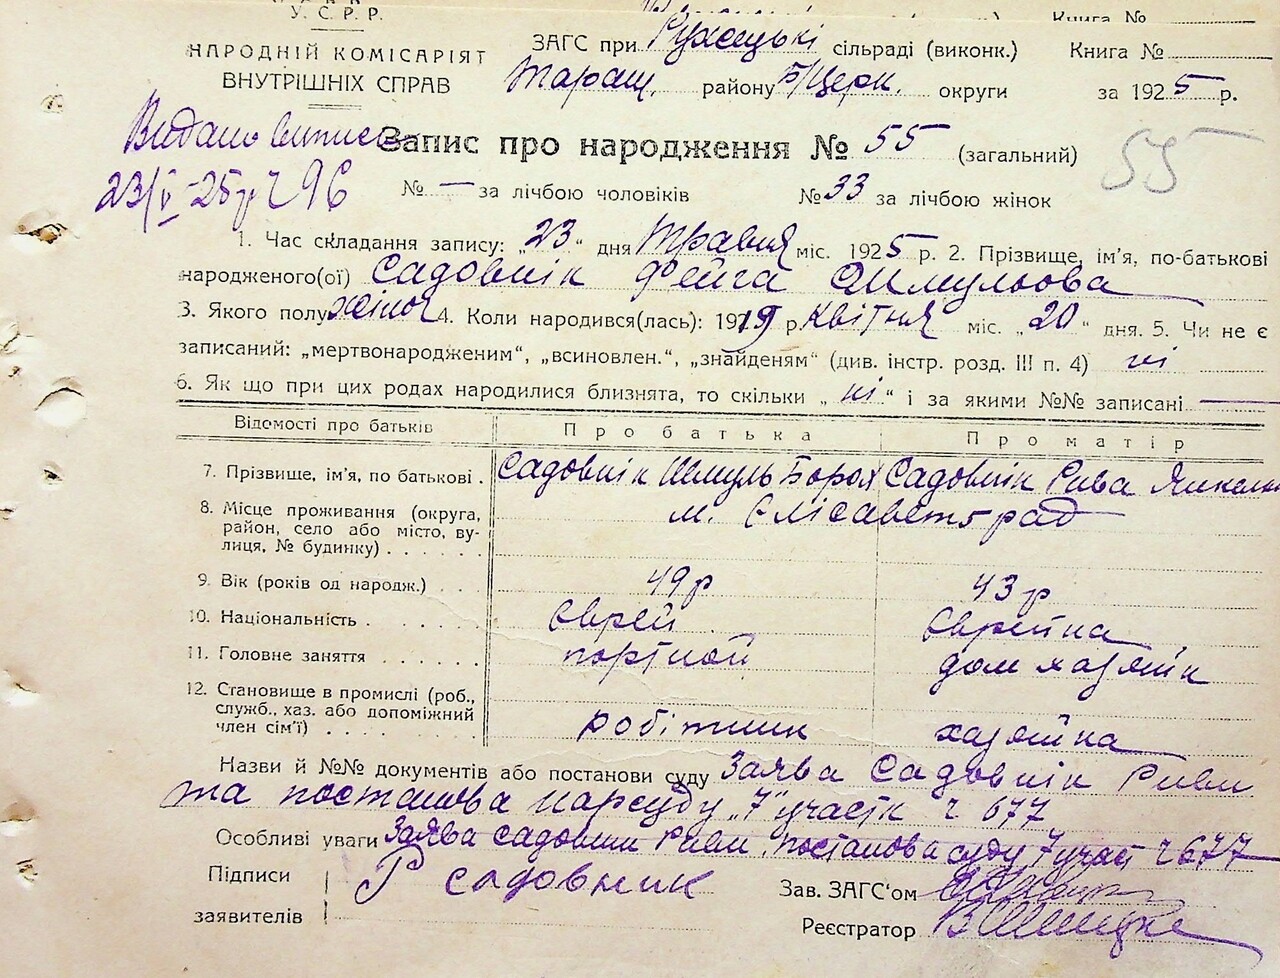 У. С. Р. Р.
Книга №
НАРОДНІЙ КОМІСАРІЯТ
ВНУТРІШНІХ СПРАВ
ЗАГС при сільраді (виконк.) Книга №
Таращ. району Б/Церк. округи за 1925 р.
Видано випис
23/V-25р. ч 96
Запис про народження № 55 (загальний) 55
№ — за лічбою чоловіків № 33 за лічбою жінок
1. Час складання запису: „23“ дня Травня міс. 1925 р. 2. Прізвище, ім'я, по-батькові
народженого(ої) Садовнік Фейга Шмульова
3. Якого полу жіноч 4. Коли народився(лась): 1919 р. Квітня міс. „20“ дня. 5. Чи не є
записаний: „мертвонародженим“, „всиновлен.“, „знайденям“ (див. інстр. розд. III п. 4) ні
6. Як що при цих родах народилися близнята, то скільки „ні“ і за якими №№ записані —
Відомості про батьків Про батька Про матір
7. Прізвище, ім'я, по батькові . Садовнік Шмуль Борох Садовнік Рива
8. Місце проживання (округа, район, село або місто, вулиця, № будинку) . . . . . м. Єлісаветград
9. Вік (років од народж.) . . 49 р 43 р
10. Національність . . . . . . Єврей Єврейка
11. Головне заняття . . . . . . портной дом хазяйк
12. Становище в промислі (роб., служб., хаз. або допоміжний член сім'ї) . . . . . . . . робітник хазяйка
Назви й №№ документів або постанови суду Заява Садовнік Риви
та постанова нарсуду „7“ участк ч 677
Особливі уваги Заява Садовник Риви, постанова суду 7 участ ч 677
Підписи
заявителів
Р Садовник
Зав. ЗАГС'ом
Реєстратор